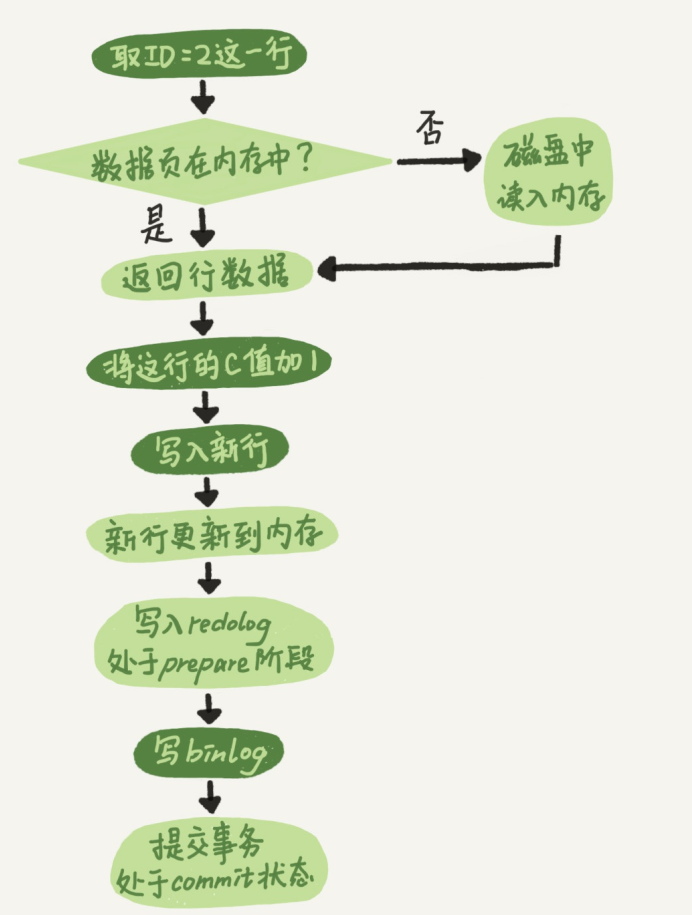 取ID=2这一行
数据页在内存中?
否
磁盘中
读入内存
是
返回行数据
将这行的C值加1
写入新行
新行更新到内存
写入redolog
处于prepare阶段
写binlog
提交事务
处于commit状态